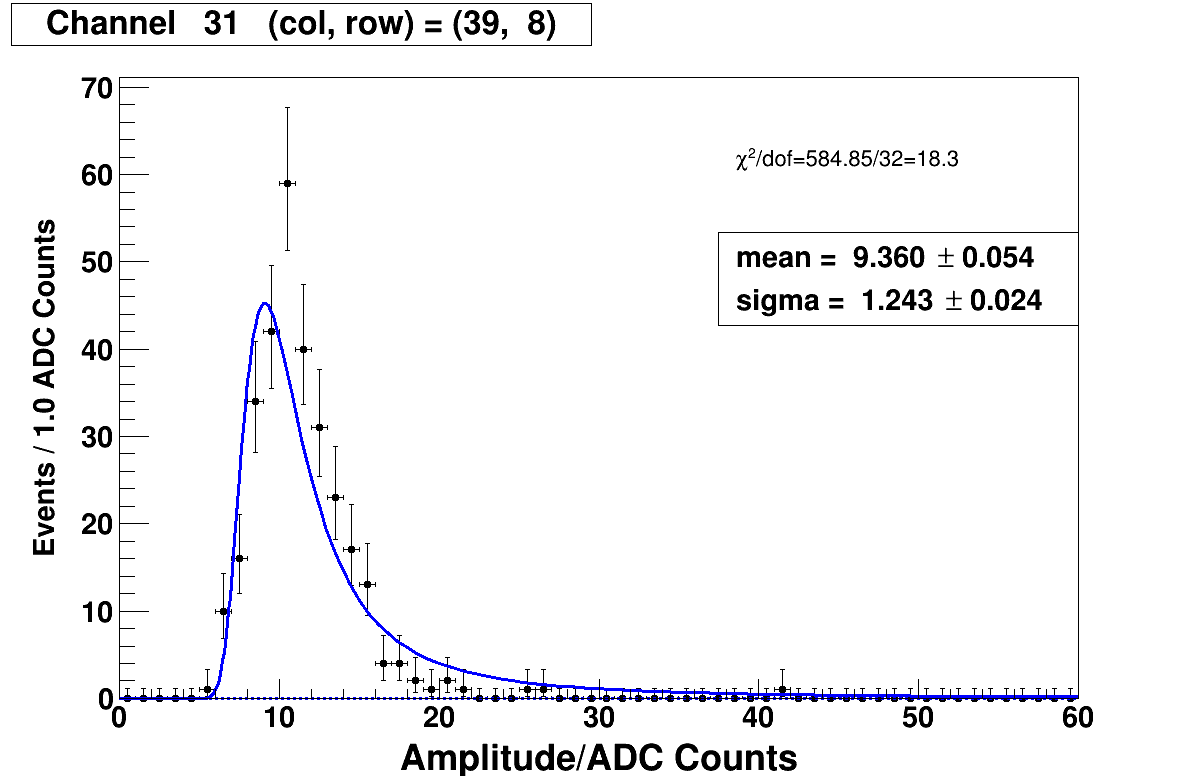 Channel 31 (col, row) = (39, 8)
χ²/dof=584.85/32=18.3
mean = 9.360 ± 0.054
sigma = 1.243 ± 0.024
Events / 1.0 ADC Counts
70
60
50
40
30
20
10
0
0 10 20 30 40 50 60
Amplitude/ADC Counts